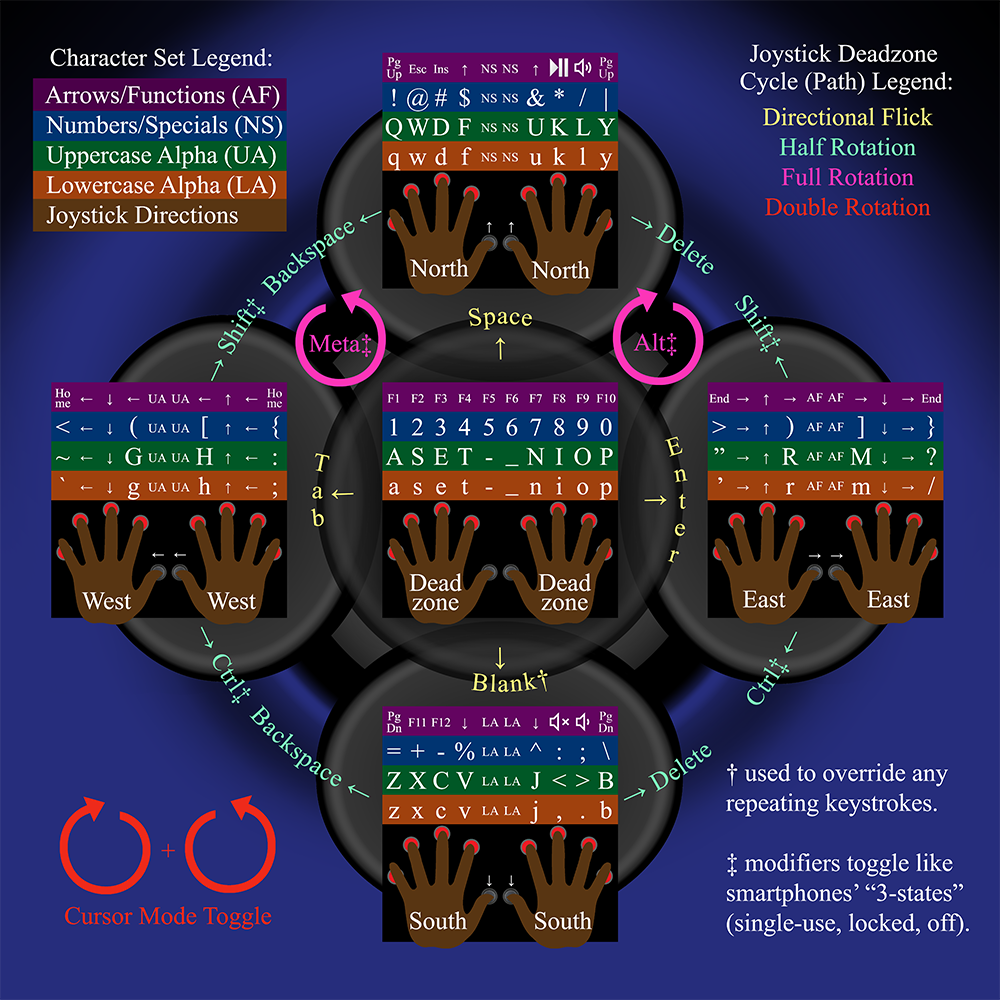 Character Set Legend:
Arrows/Functions (AF)
Numbers/Specials (NS)
Uppercase Alpha (UA)
Lowercase Alpha (LA)
Joystick Directions
Joystick Deadzone
Cycle (Path) Legend:
Directional Flick
Half Rotation
Full Rotation
Double Rotation
Pg Up Esc Ins ↑ NS NS ↑ Pg Up
! @ # $ NS NS & * / |
Q W D F NS NS U K L Y
q w d f NS NS u k l y
↑ ↑
North North
← Backspace
→ Delete
Shift‡ →
Shift‡ →
Meta‡
Alt‡
Space
↑
Ho me ← ↓ ← UA UA ← ↑ ← Ho me
< ← ↓ ( UA UA [ ↑ ← {
~ ← ↓ G UA UA H ↑ ← :
` ← ↓ g UA UA h ↑ ← ;
← ←
West West
Tab ←
F1 F2 F3 F4 F5 F6 F7 F8 F9 F10
1 2 3 4 5 6 7 8 9 0
A S E T - _ N I O P
a s e t - _ n i o p
Dead Dead
zone zone
→ Enter
End → ↑ → AF AF → ↓ → End
> → ↑ ) AF AF ] ↓ → }
” → ↑ R AF AF M ↓ → ?
’ → ↑ r AF AF m ↓ → /
→ →
East East
↓
Blank†
Ctrl‡
Ctrl‡
Backspace
→ Delete
Pg Dn F11 F12 ↓ LA LA ↓ Pg Dn
= + - % LA LA ^ : ; \
Z X C V LA LA J < > B
z x c v LA LA j , . b
↓ ↓
South South
+
Cursor Mode Toggle
† used to override any
repeating keystrokes.
‡ modifiers toggle like
smartphones’ “3-states”
(single-use, locked, off).